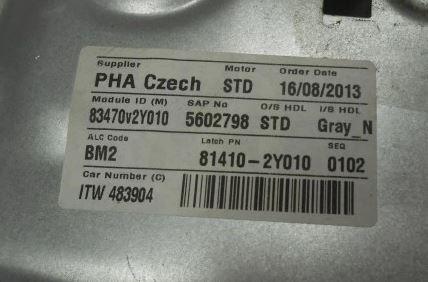 Supplier Motor Order Date
PHA Czech STD 16/08/2013
Module ID (M) SAP No O/S HDL I/S HDL
83470v2Y010 5602798 STD Gray_N
ALC Code Latch PN SEQ
BM2 81410-2Y010 0102
Car Number (C)
ITW 483904